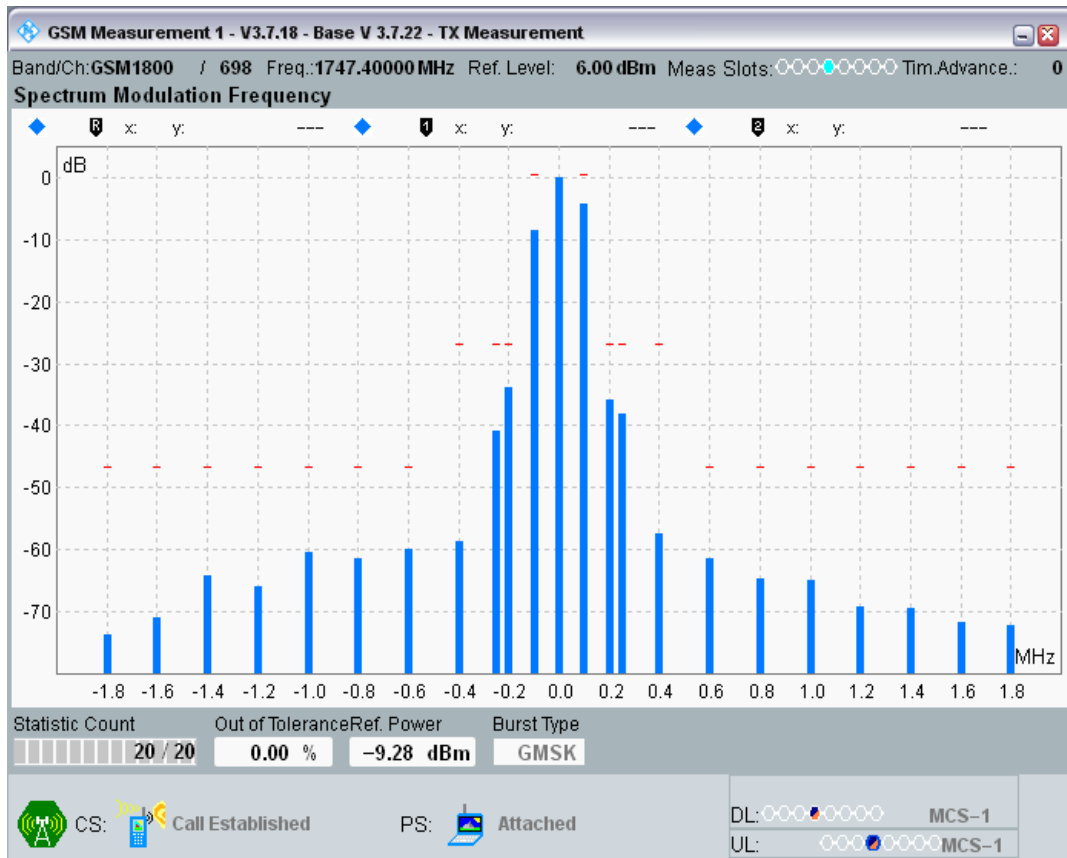 GSM Measurement 1 - V3.7.18 - Base V 3.7.22 - TX Measurement
Band/Ch:GSM1800 / 698 Freq.:1747.40000 MHz Ref. Level: 6.00 dBm Meas Slots: Tim.Advance.: 0
Spectrum Modulation Frequency
R x: y: --- 1 x: y: --- 2 x: y: ---
dB
0
-10
-20
-30
-40
-50
-60
-70
MHz
-1.8 -1.6 -1.4 -1.2 -1.0 -0.8 -0.6 -0.4 -0.2 0.0 0.2 0.4 0.6 0.8 1.0 1.2 1.4 1.6 1.8
Statistic Count Out of Tolerance Ref. Power Burst Type
20 / 20 0.00 % −9.28 dBm GMSK
CS: Call Established PS: Attached
DL: MCS−1
UL: MCS−1